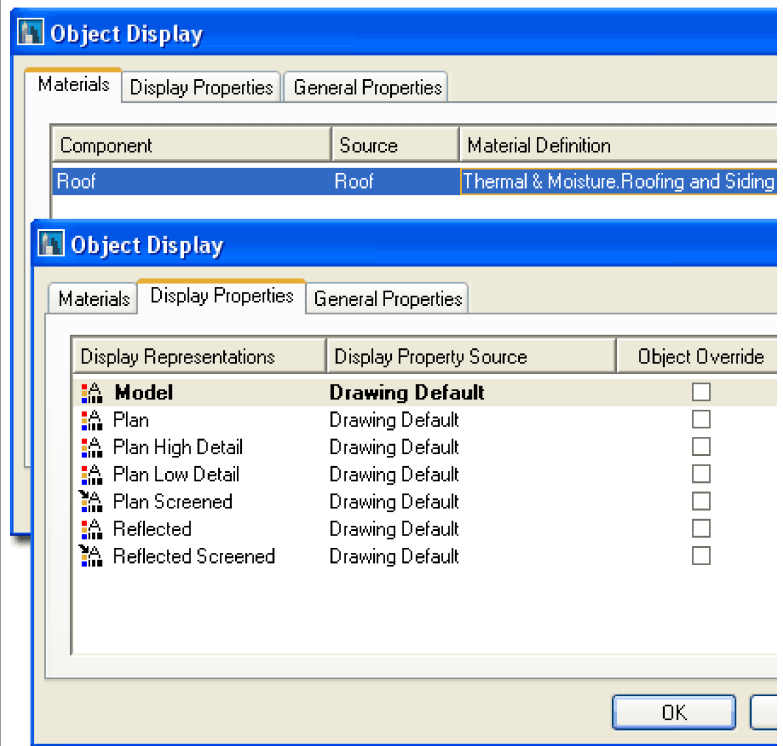 Object Display
Materials Display Properties General Properties
Component Source Material Definition
Roof Roof Thermal & Moisture.Roofing and Siding
Object Display
Materials Display Properties General Properties
Display Representations Display Property Source Object Override
Model Drawing Default
Plan Drawing Default
Plan High Detail Drawing Default
Plan Low Detail Drawing Default
Plan Screened Drawing Default
Reflected Drawing Default
Reflected Screened Drawing Default
OK